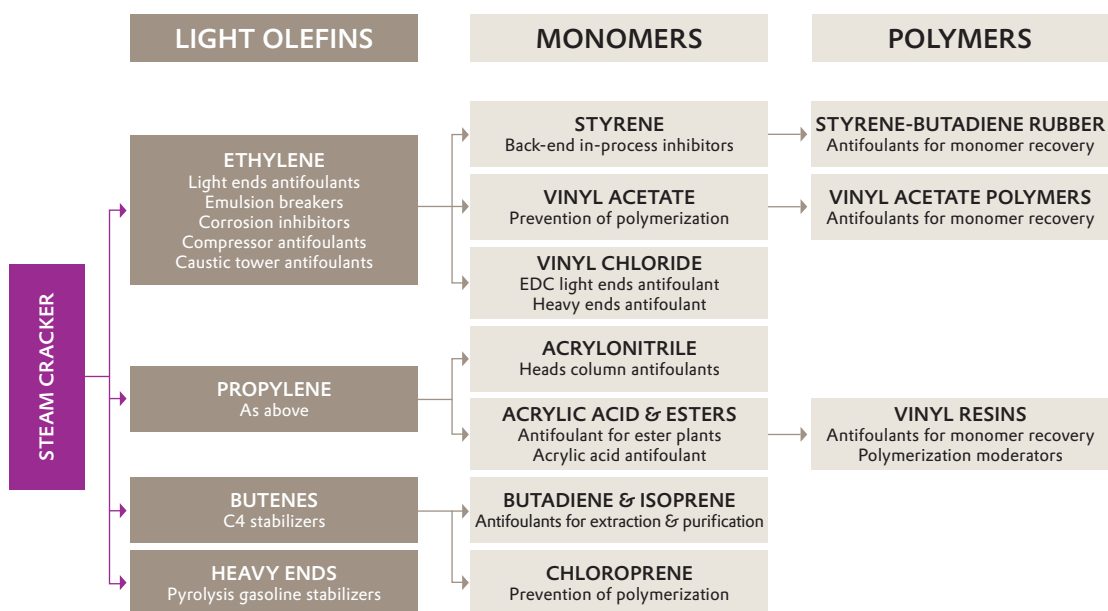 LIGHT OLEFINS
MONOMERS
POLYMERS
STEAM CRACKER
ETHYLENE
Light ends antifoulants
Emulsion breakers
Corrosion inhibitors
Compressor antifoulants
Caustic tower antifoulants
PROPYLENE
As above
BUTENES
C4 stabilizers
HEAVY ENDS
Pyrolysis gasoline stabilizers
STYRENE
Back-end in-process inhibitors
VINYL ACETATE
Prevention of polymerization
VINYL CHLORIDE
EDC light ends antifoulant
Heavy ends antifoulant
ACRYLONITRILE
Heads column antifoulants
ACRYLIC ACID & ESTERS
Antifoulant for ester plants
Acrylic acid antifoulant
BUTADIENE & ISOPRENE
Antifoulants for extraction & purification
CHLOROPRENE
Prevention of polymerization
STYRENE-BUTADIENE RUBBER
Antifoulants for monomer recovery
VINYL ACETATE POLYMERS
Antifoulants for monomer recovery
VINYL RESINS
Antifoulants for monomer recovery
Polymerization moderators